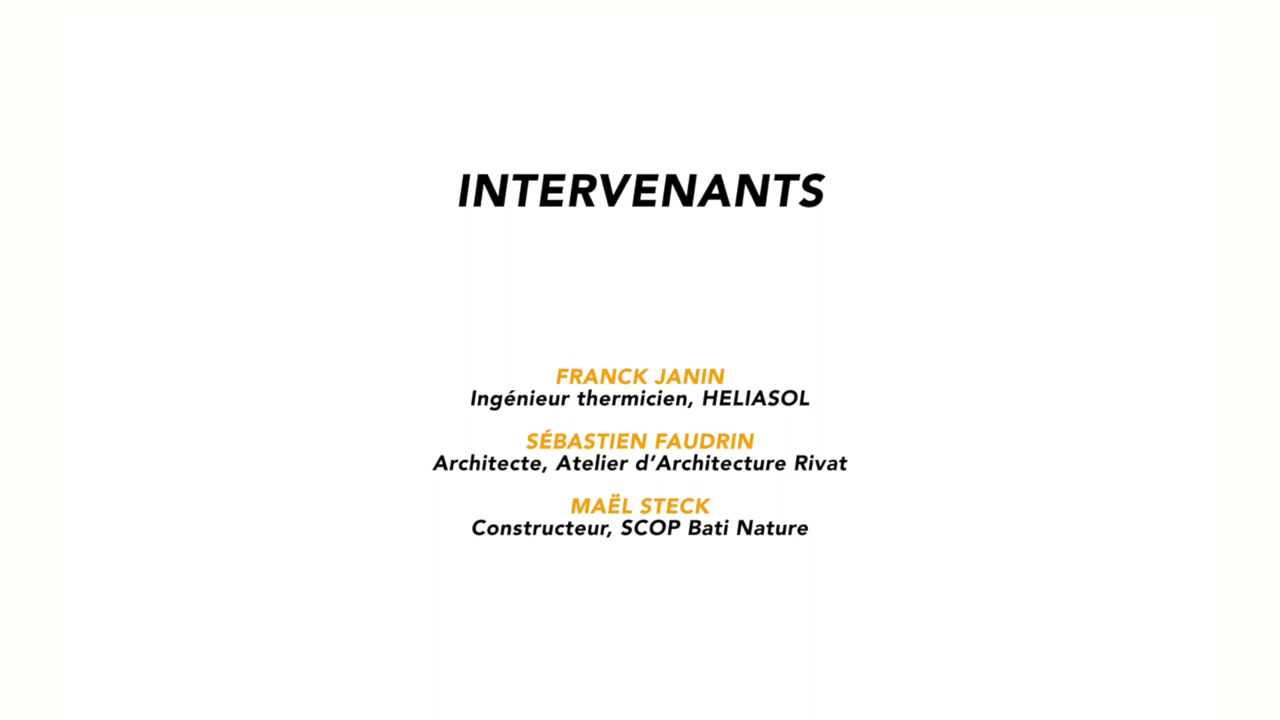 INTERVENANTS
FRANCK JANIN
Ingénieur thermicien, HELIASOL
SÉBASTIEN FAUDRIN
Architecte, Atelier d’Architecture Rivat
MAËL STECK
Constructeur, SCOP Bati Nature